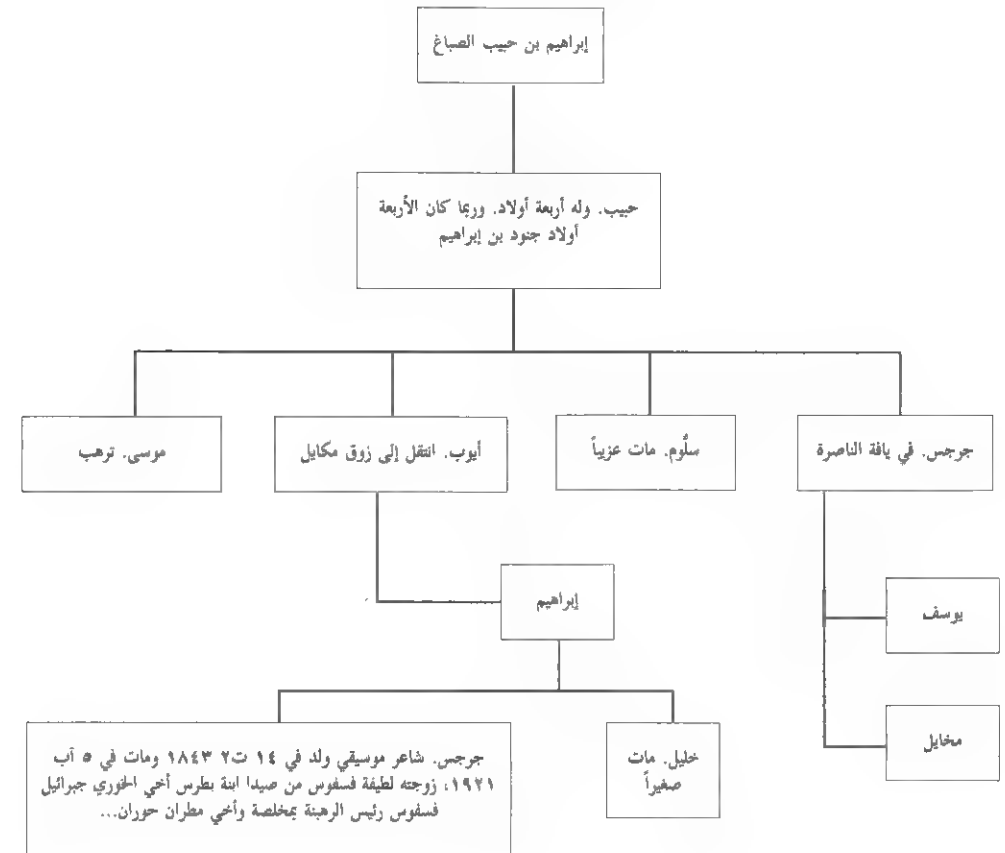 إبراهيم بن حبيب الصباغ
حبيب. وله أربعة أولاد. وربما كان الأربعة
أولاد جنود بن إبراهيم
جرجس. في يافة الناصرة
سلُّوم. مات عزيباً
أيوب. انتقل إلى زوق مكايل
موسى. ترهب
يوسف
مخايل
إبراهيم
خليل. مات
صغيراً
جرجس. شاعر موسيقي ولد في ١٤ ت٢ ١٨٤٣ ومات في ٥ آب
١٩٢١، زوجته لطيفة فسفوس من صيدا ابنة بطرس أخي الخوري جبرائيل
فسفوس رئيس الرهبنة بمخلصة وأخي مطران حوران...